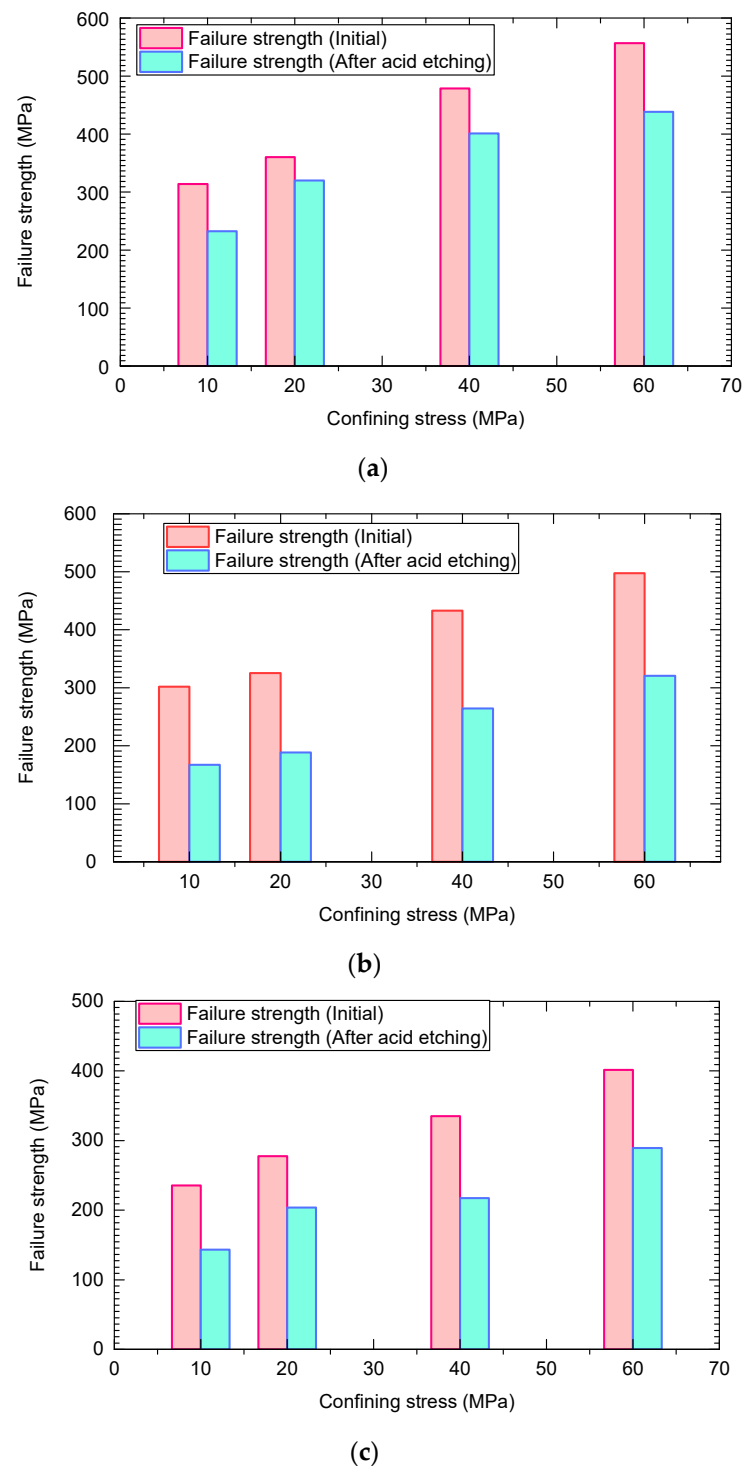 Failure strength (Initial)
Failure strength (After acid etching)
600
500
400
300
200
100
0
Failure strength (MPa)
0 10 20 30 40 50 60 70
Confining stress (MPa)
(a)
Failure strength (Initial)
Failure strength (After acid etching)
600
500
400
300
200
100
0
Failure strength (MPa)
10 20 30 40 50 60
Confining stress (MPa)
(b)
Failure strength (Initial)
Failure strength (After acid etching)
500
400
300
200
100
0
Failure strength (MPa)
0 10 20 30 40 50 60 70
Confining stress (MPa)
(c)